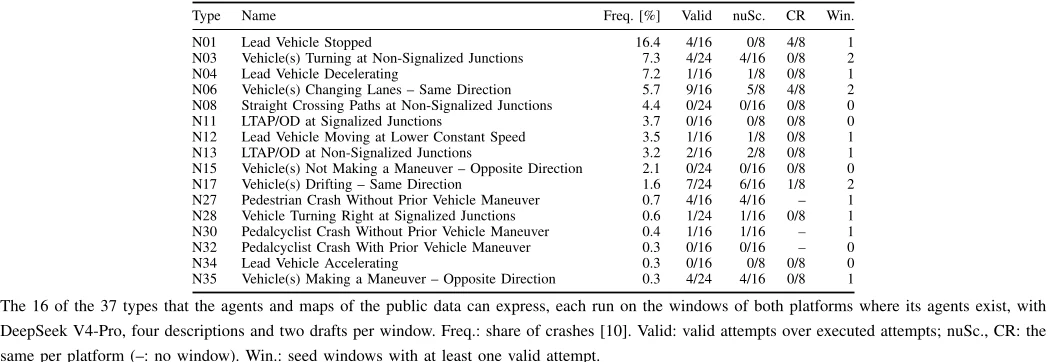 Type Name Freq. [%] Valid nuSc. CR Win.
N01 Lead Vehicle Stopped 16.4 4/16 0/8 4/8 1
N03 Vehicle(s) Turning at Non-Signalized Junctions 7.3 4/24 4/16 0/8 2
N04 Lead Vehicle Decelerating 7.2 1/16 1/8 0/8 1
N06 Vehicle(s) Changing Lanes – Same Direction 5.7 9/16 5/8 4/8 2
N08 Straight Crossing Paths at Non-Signalized Junctions 4.4 0/24 0/16 0/8 0
N11 LTAP/OD at Signalized Junctions 3.7 0/16 0/8 0/8 0
N12 Lead Vehicle Moving at Lower Constant Speed 3.5 1/16 1/8 0/8 1
N13 LTAP/OD at Non-Signalized Junctions 3.2 2/16 2/8 0/8 1
N15 Vehicle(s) Not Making a Maneuver – Opposite Direction 2.1 0/24 0/16 0/8 0
N17 Vehicle(s) Drifting – Same Direction 1.6 7/24 6/16 1/8 2
N27 Pedestrian Crash Without Prior Vehicle Maneuver 0.7 4/16 4/16 – 1
N28 Vehicle Turning Right at Signalized Junctions 0.6 1/24 1/16 0/8 1
N30 Pedalcyclist Crash Without Prior Vehicle Maneuver 0.4 1/16 1/16 – 1
N32 Pedalcyclist Crash With Prior Vehicle Maneuver 0.3 0/16 0/16 – 0
N34 Lead Vehicle Accelerating 0.3 0/16 0/8 0/8 0
N35 Vehicle(s) Making a Maneuver – Opposite Direction 0.3 4/24 4/16 0/8 1
The 16 of the 37 types that the agents and maps of the public data can express, each run on the windows of both platforms where its agents exist, with
DeepSeek V4-Pro, four descriptions and two drafts per window. Freq.: share of crashes [10]. Valid: valid attempts over executed attempts; nuSc., CR: the
same per platform (–: no window). Win.: seed windows with at least one valid attempt.